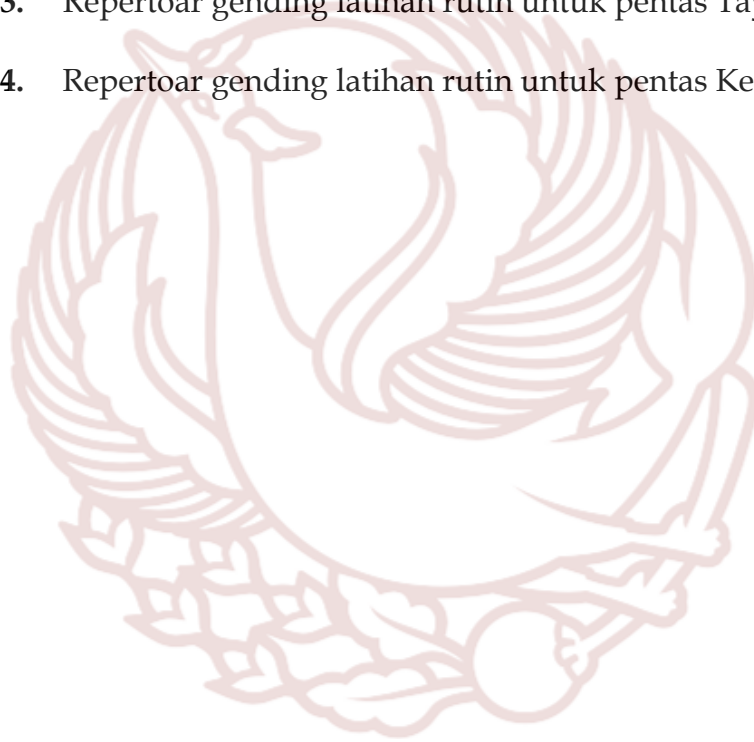 3. Repertoar gending latihan rutin untuk pentas
4. Repertoar gending latihan rutin untuk pentas